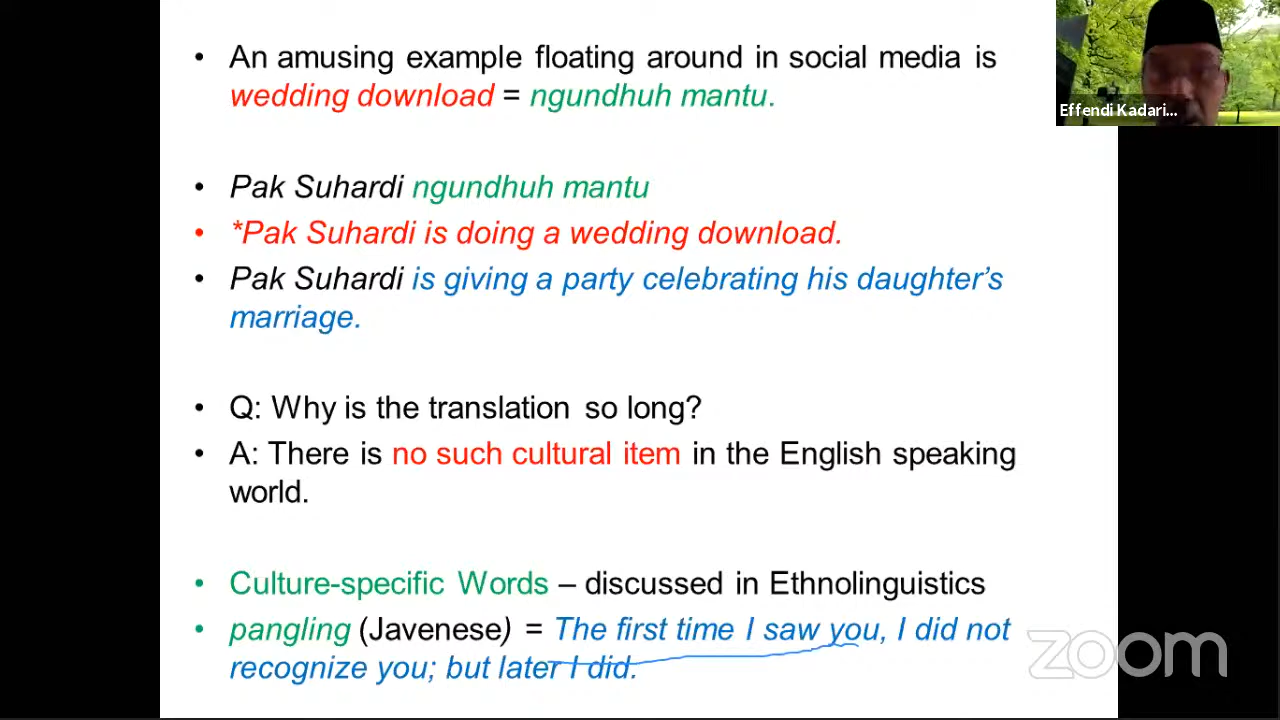 • An amusing example floating around in social media is
wedding download = ngundhuh mantu.
• Pak Suhardi ngundhuh mantu
• *Pak Suhardi is doing a wedding download.
• Pak Suhardi is giving a party celebrating his daughter’s
marriage.
• Q: Why is the translation so long?
• A: There is no such cultural item in the English speaking
world.
• Culture-specific Words – discussed in Ethnolinguistics
• pangling (Javenese) = The first time I saw you, I did not
recognize you; but later I did.
Effendi Kadari...
zoom